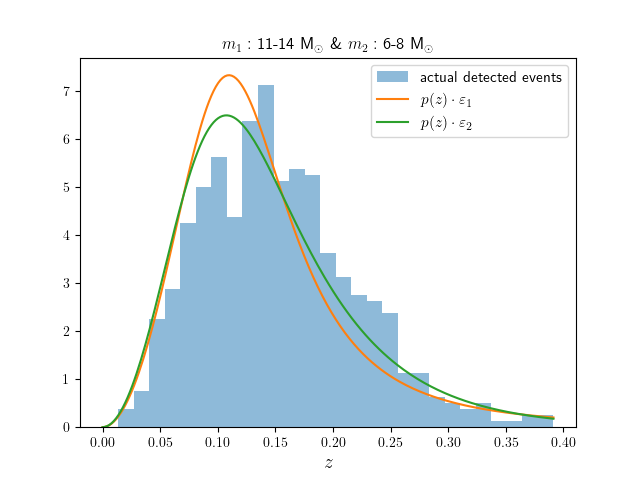 m₁ : 11-14 M☉ & m₂ : 6-8 M☉
actual detected events
p(z) · ε₁
p(z) · ε₂
7
6
5
4
3
2
1
0
0.00 0.05 0.10 0.15 0.20 0.25 0.30 0.35 0.40
z